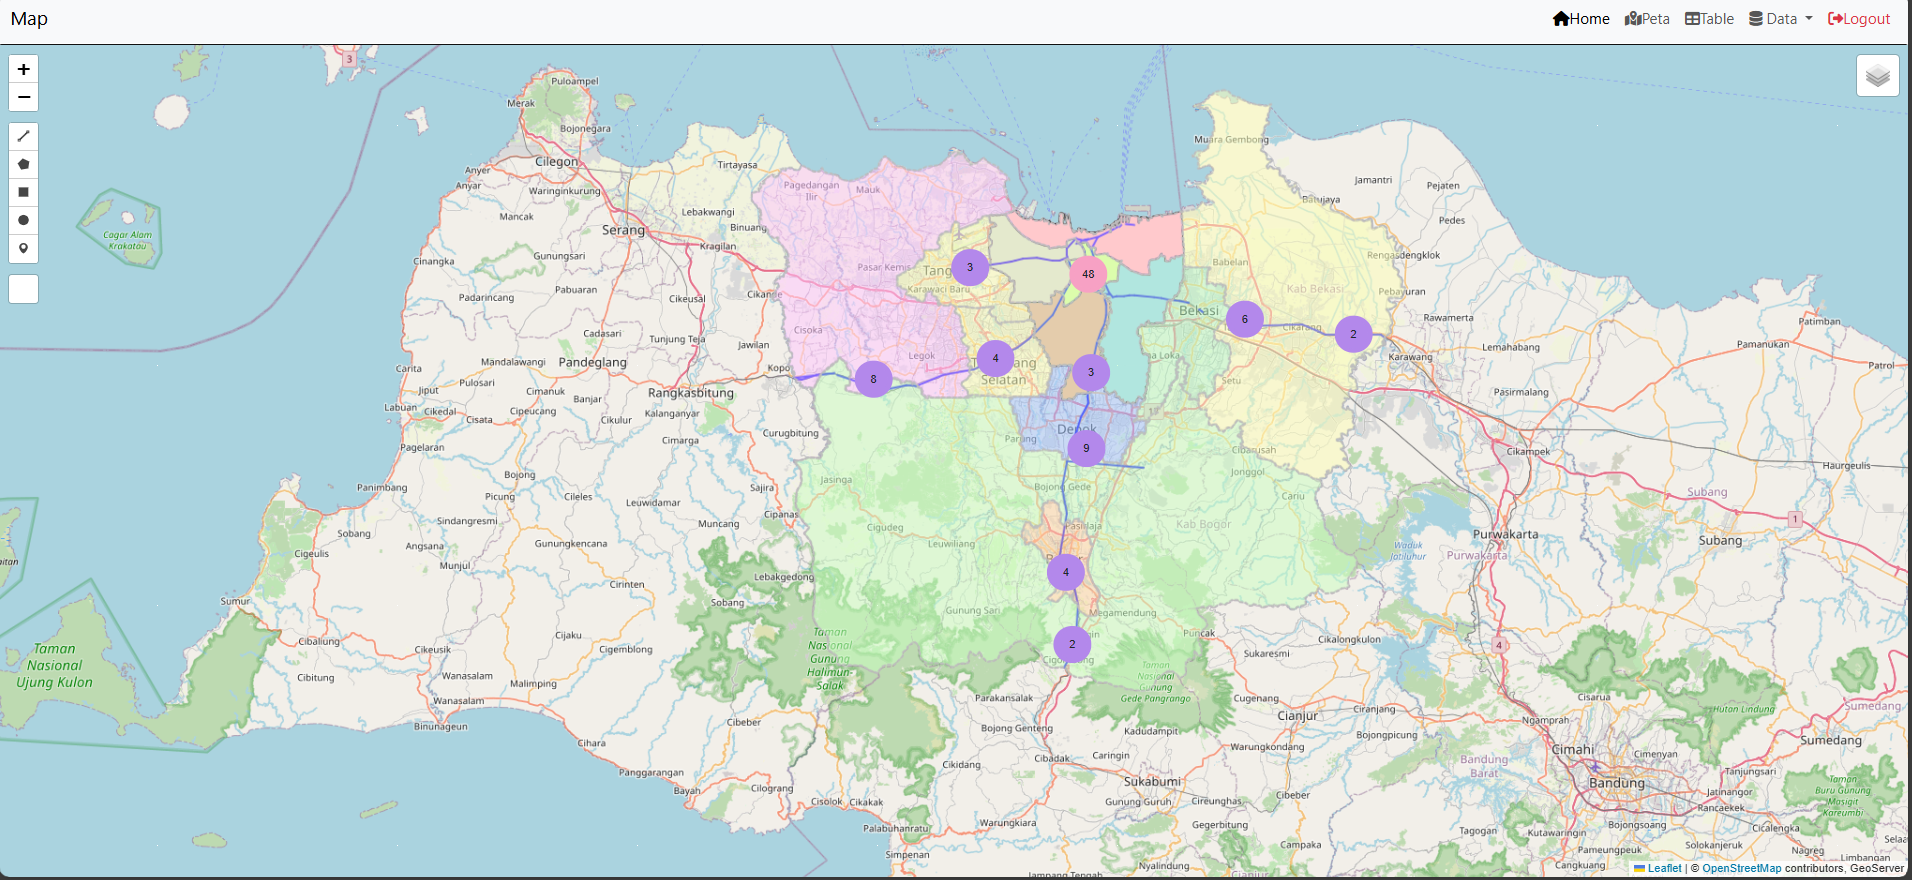 Map
Home Peta Table Data Logout
+
−
3
Puloampel
Merak
Bojonegara
Muara Gembong
Cilegon
Tirtayasa
Anyer
Anyar
Waringinkurung
Pagedangan
Ilir
Mauk
Jamantri
Pejaten
Batujaya
Mancak
Lebakwangi
Pedes
Cagar Alam
Krakatau
Serang
Binuang
Kragilan
Gunungsari
Rengasdengklok
Cinangka
Pasar Kemis
Tang
3
48
Babelan
Pabuaran
Karawaci Baru
Kab Bekasi
Padarincang
Cikeusal
Bekasi
6
Cikarang
2
Rawamerta
Patimban
Cadasari
Cisoka
Tunjung Teja
Jawilan
Lemahabang
Pamanukan
Mandalawangi
Pandeglang
Legok
4
Selatan
Karawang
Carita
Kopo
8
3
Setu
Patrol
Jiput
Pulosari
Cimanuk
Banjar
Rangkasbitung
Pasirmalang
Labuan
Cikedal
Cipeucang
Kalanganyar
Cisata
Cikulur
Curugbitung
Cimarga
Parung
Depok
9
Pagelaran
Cibarusah
Cikampek
Jonggol
Haurgeulis
Bojong
Jasinga
Bojong Gede
Panimbang
Picung
Cileles
Sajira
Leuwidamar
Cariu
Subang
Cipanas
Sindangresmi
Muncang
Cigudeg
Kab Bogor
1
Sobang
Angsana
Gunungkencana
Leuwiliang
Purwakarta
Subang
Cigeulis
Waduk
Jatiluhur
Purwakarta
Munjul
Lebakgedong
4
Cirinten
Sumur
Sobang
Gunung Sari
Megamendung
Cibaliung
Cijaku
Puncak
Cikalongkulon
Taman
Nasional
Ujung Kulon
Cikeusik
Cigemblong
Taman
Nasional
Gunung
Halimun-
Salak
2
Sukaresmi
4
Cibitung
Wanasalam
Malimping
Taman
Nasional
Gunung
Gede Pangrango
Parakansalak
Cugenang
Cisarua
Hutan Lindung
Sumedang
Wanasalam
Binuangeun
Cibeber
Bojong Genteng
Kadudampit
Cianjur
Ciranjang
Ngamprah
Cihara
Warungkondang
Bojongpicung
Cimahi
Cimenyan
Sumedang
Cikidang
Cibadak
Caringin
Bandung
Barat
Panggarangan
Sukabumi
Bandung
Tanjungsari
Bayah
Cilograng
Cisolok
Cikakak
Gunung Guruh
Cireunghas
Cibeber
Jatinangor
Rancaekek
Taman
Buru Gunung
Masigit
Kareumbi
Palabuhanratu
Warungkiara
Gegerbitung
Tagogan
Kutawaringin
Bojongsoang
Cicalengka
Simpenan
Campaka
Pameungpeuk
Solokanjeruk
Nagreg
Limbangan
Jampang Tengah
Nyalindung
Cangkuang
Leaflet | © OpenStreetMap contributors, GeoServer